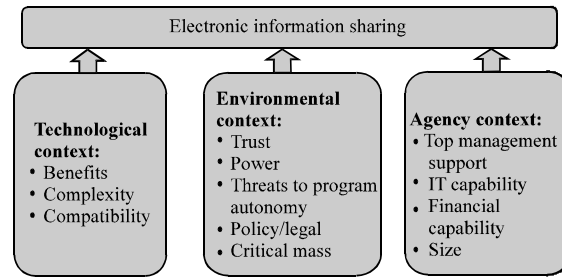 Electronic information sharing
Technological
context:
• Benefits
• Complexity
• Compatibility
Environmental
context:
• Trust
• Power
• Threats to program
autonomy
• Policy/legal
• Critical mass
Agency context:
• Top management
support
• IT capability
• Financial
capability
• Size